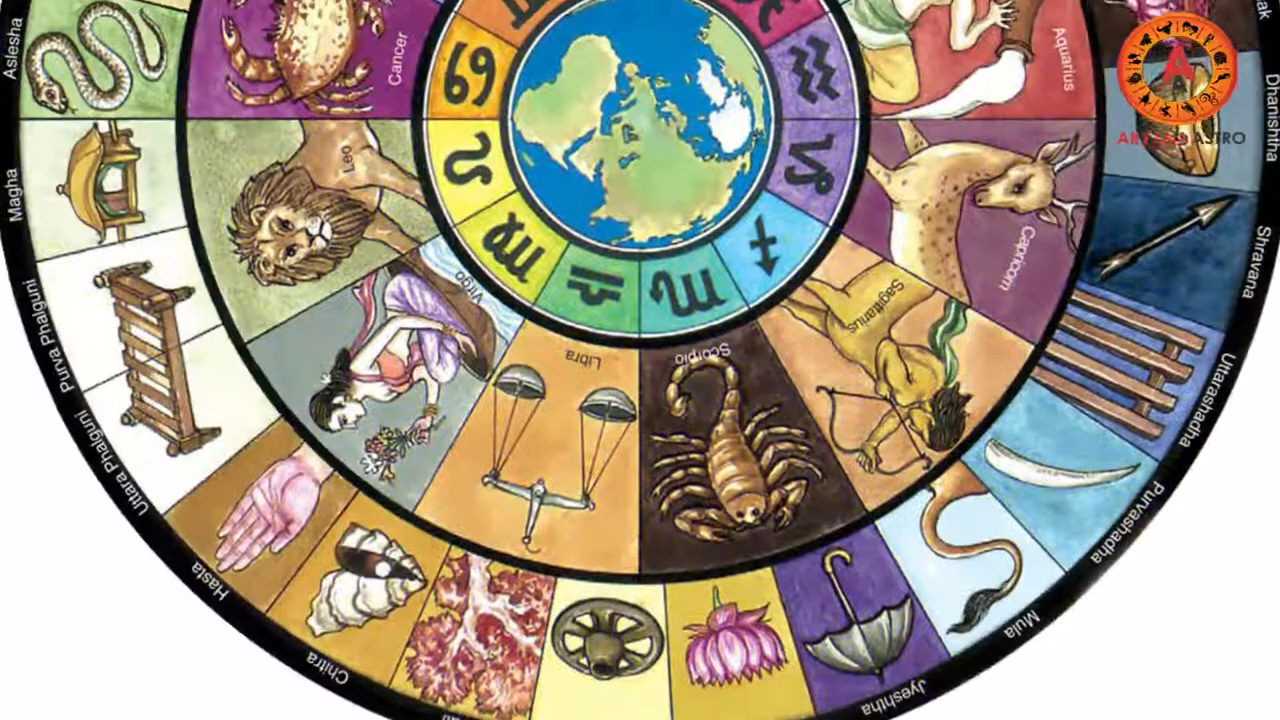 Aslesha
Magha
Purva Phalguni
Uttara Phalguni
Hasta
Chitra
Jyeshtha
Mula
Purvashadha
Uttarashadha
Shravana
Dhanishtha
Cancer
Leo
Virgo
Libra
Scorpio
Sagittarius
Capricorn
Aquarius
A
ASTRO